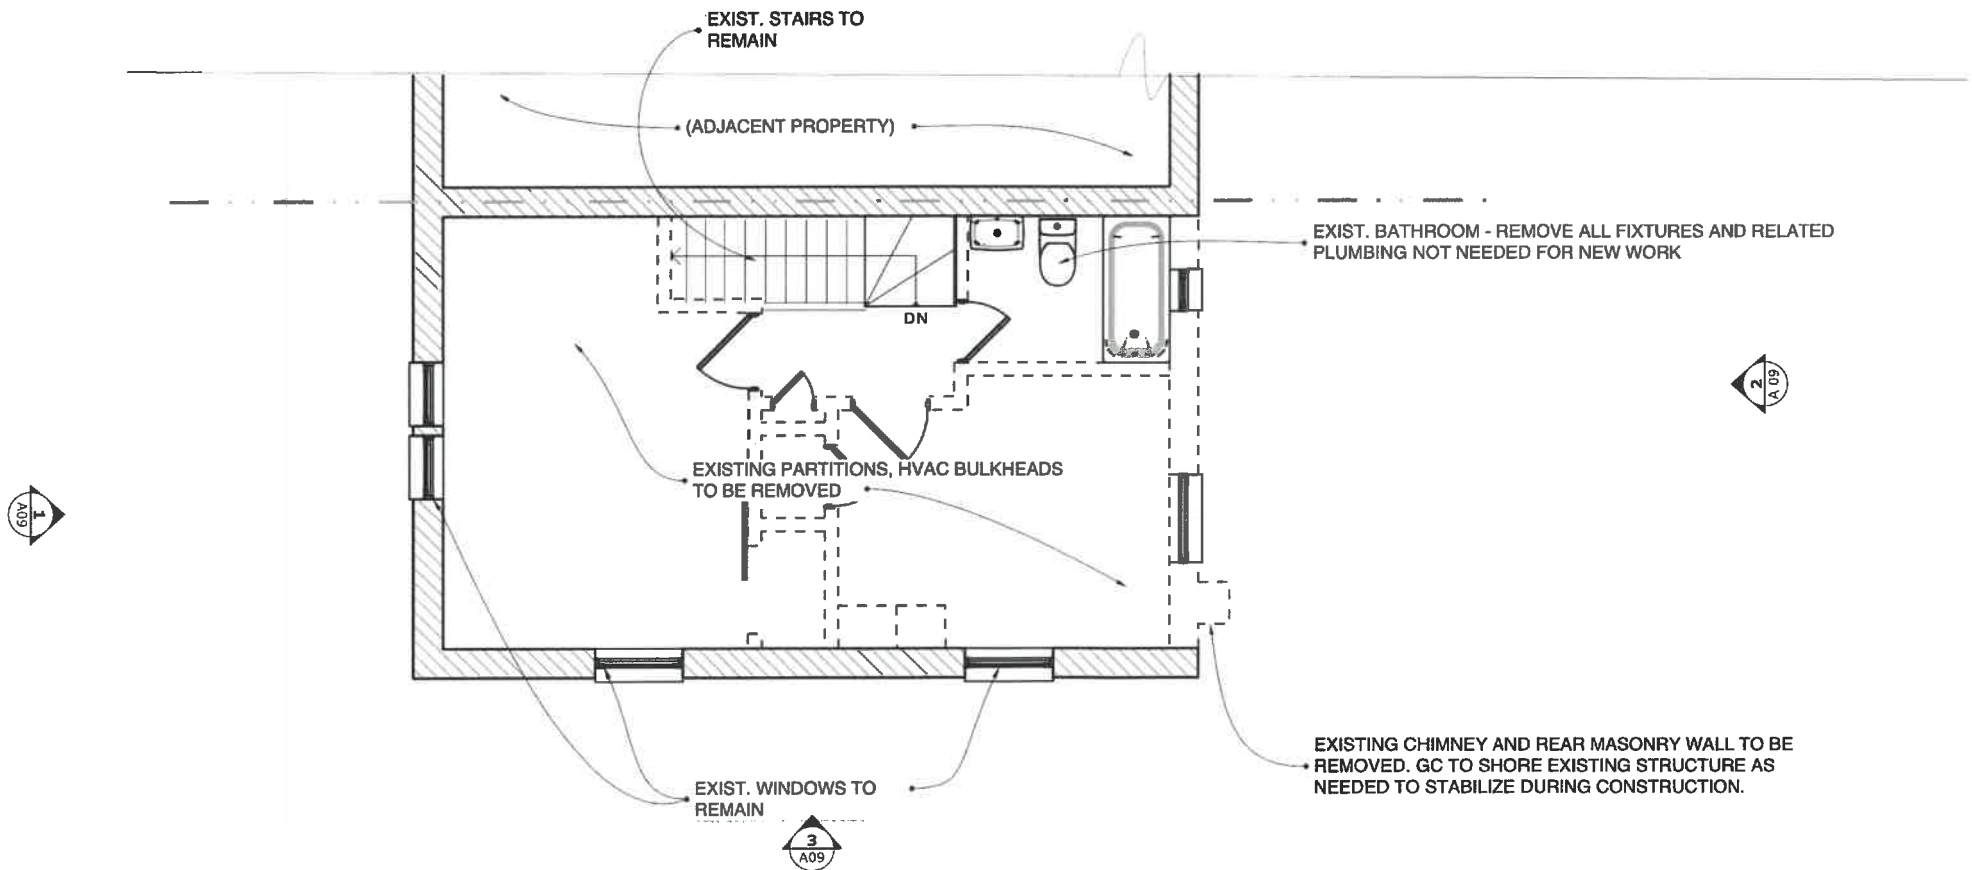 EXIST. STAIRS TO
REMAIN
(ADJACENT PROPERTY)
EXIST. BATHROOM - REMOVE ALL FIXTURES AND RELATED
PLUMBING NOT NEEDED FOR NEW WORK
DN
2
A 09
EXISTING PARTITIONS, HVAC BULKHEADS
TO BE REMOVED
1
A09
EXISTING CHIMNEY AND REAR MASONRY WALL TO BE
REMOVED. GC TO SHORE EXISTING STRUCTURE AS
NEEDED TO STABILIZE DURING CONSTRUCTION.
EXIST. WINDOWS TO
REMAIN
3
A09